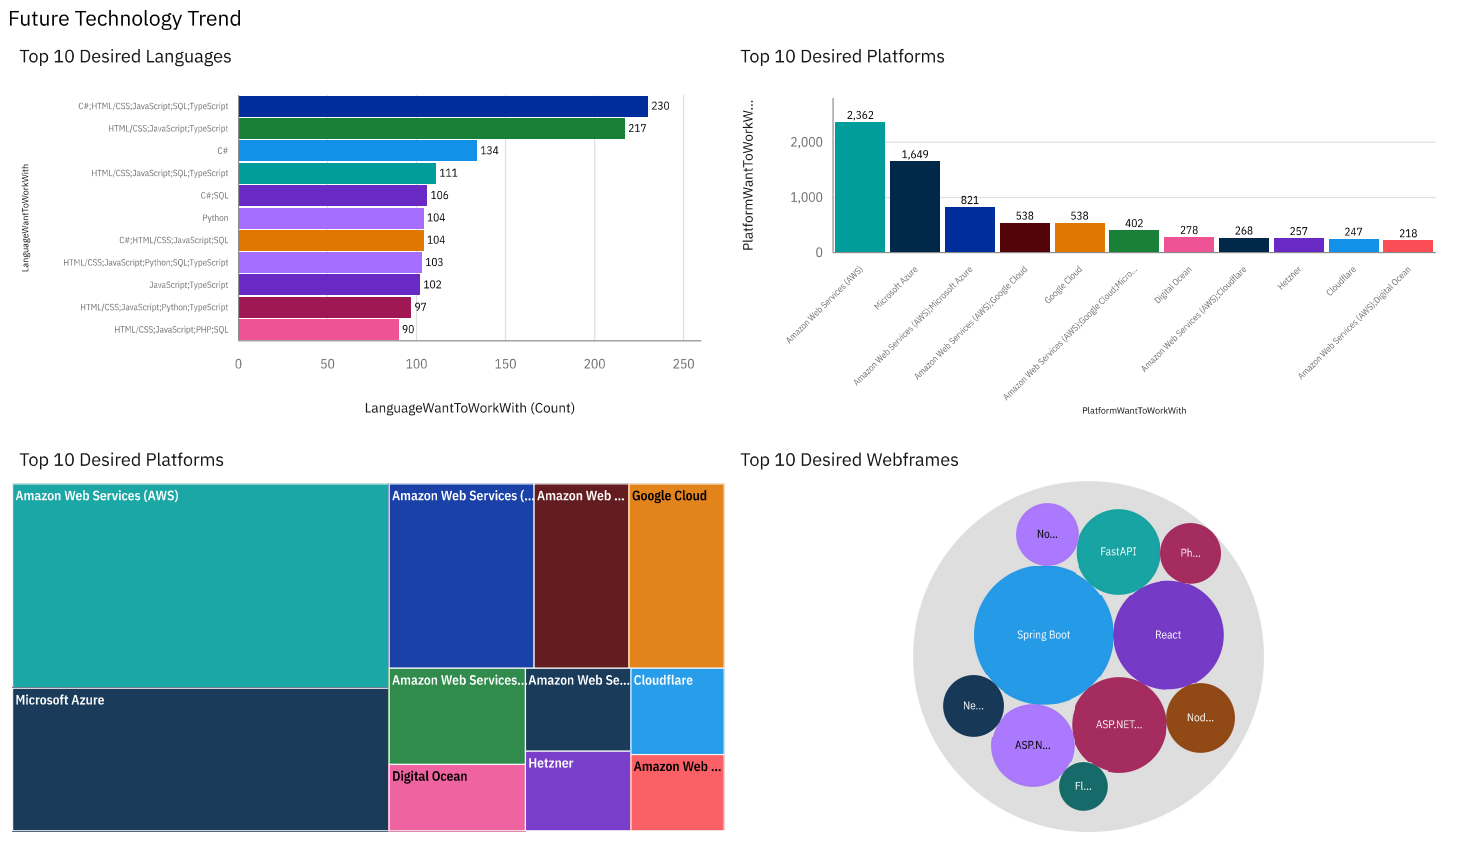 Future Technology Trend
Top 10 Desired Languages
LanguageWantToWorkWith
C#;HTML/CSS;JavaScript;SQL;TypeScript
230
HTML/CSS;JavaScript;TypeScript
217
C#
134
HTML/CSS;JavaScript;SQL;TypeScript
111
C#;SQL
106
Python
104
C#;HTML/CSS;JavaScript;SQL
104
HTML/CSS;JavaScript;Python;SQL;TypeScript
103
JavaScript;TypeScript
102
HTML/CSS;JavaScript;Python;TypeScript
97
HTML/CSS;JavaScript;PHP;SQL
90
0 50 100 150 200 250
LanguageWantToWorkWith (Count)
Top 10 Desired Platforms
PlatformWantToWorkW...
2,000
1,000
0
2,362
1,649
821
538
538
402
278
268
257
247
218
Amazon Web Services (AWS)
Microsoft Azure
Amazon Web Services (AWS);Microsoft Azure
Amazon Web Services (AWS);Google Cloud
Google Cloud
Amazon Web Services (AWS);Google Cloud;Micro...
Digital Ocean
Amazon Web Services (AWS);Cloudflare
Hetzner
Cloudflare
Amazon Web Services (AWS);Digital Ocean
PlatformWantToWorkWith
Top 10 Desired Platforms
Amazon Web Services (AWS)
Microsoft Azure
Amazon Web Services (...
Amazon Web ...
Google Cloud
Amazon Web Services...
Amazon Web Se...
Cloudflare
Digital Ocean
Hetzner
Amazon Web ...
Top 10 Desired Webframes
No...
FastAPI
Ph...
Spring Boot
React
Ne...
ASP.N...
ASP.NET...
Nod...
Fl...